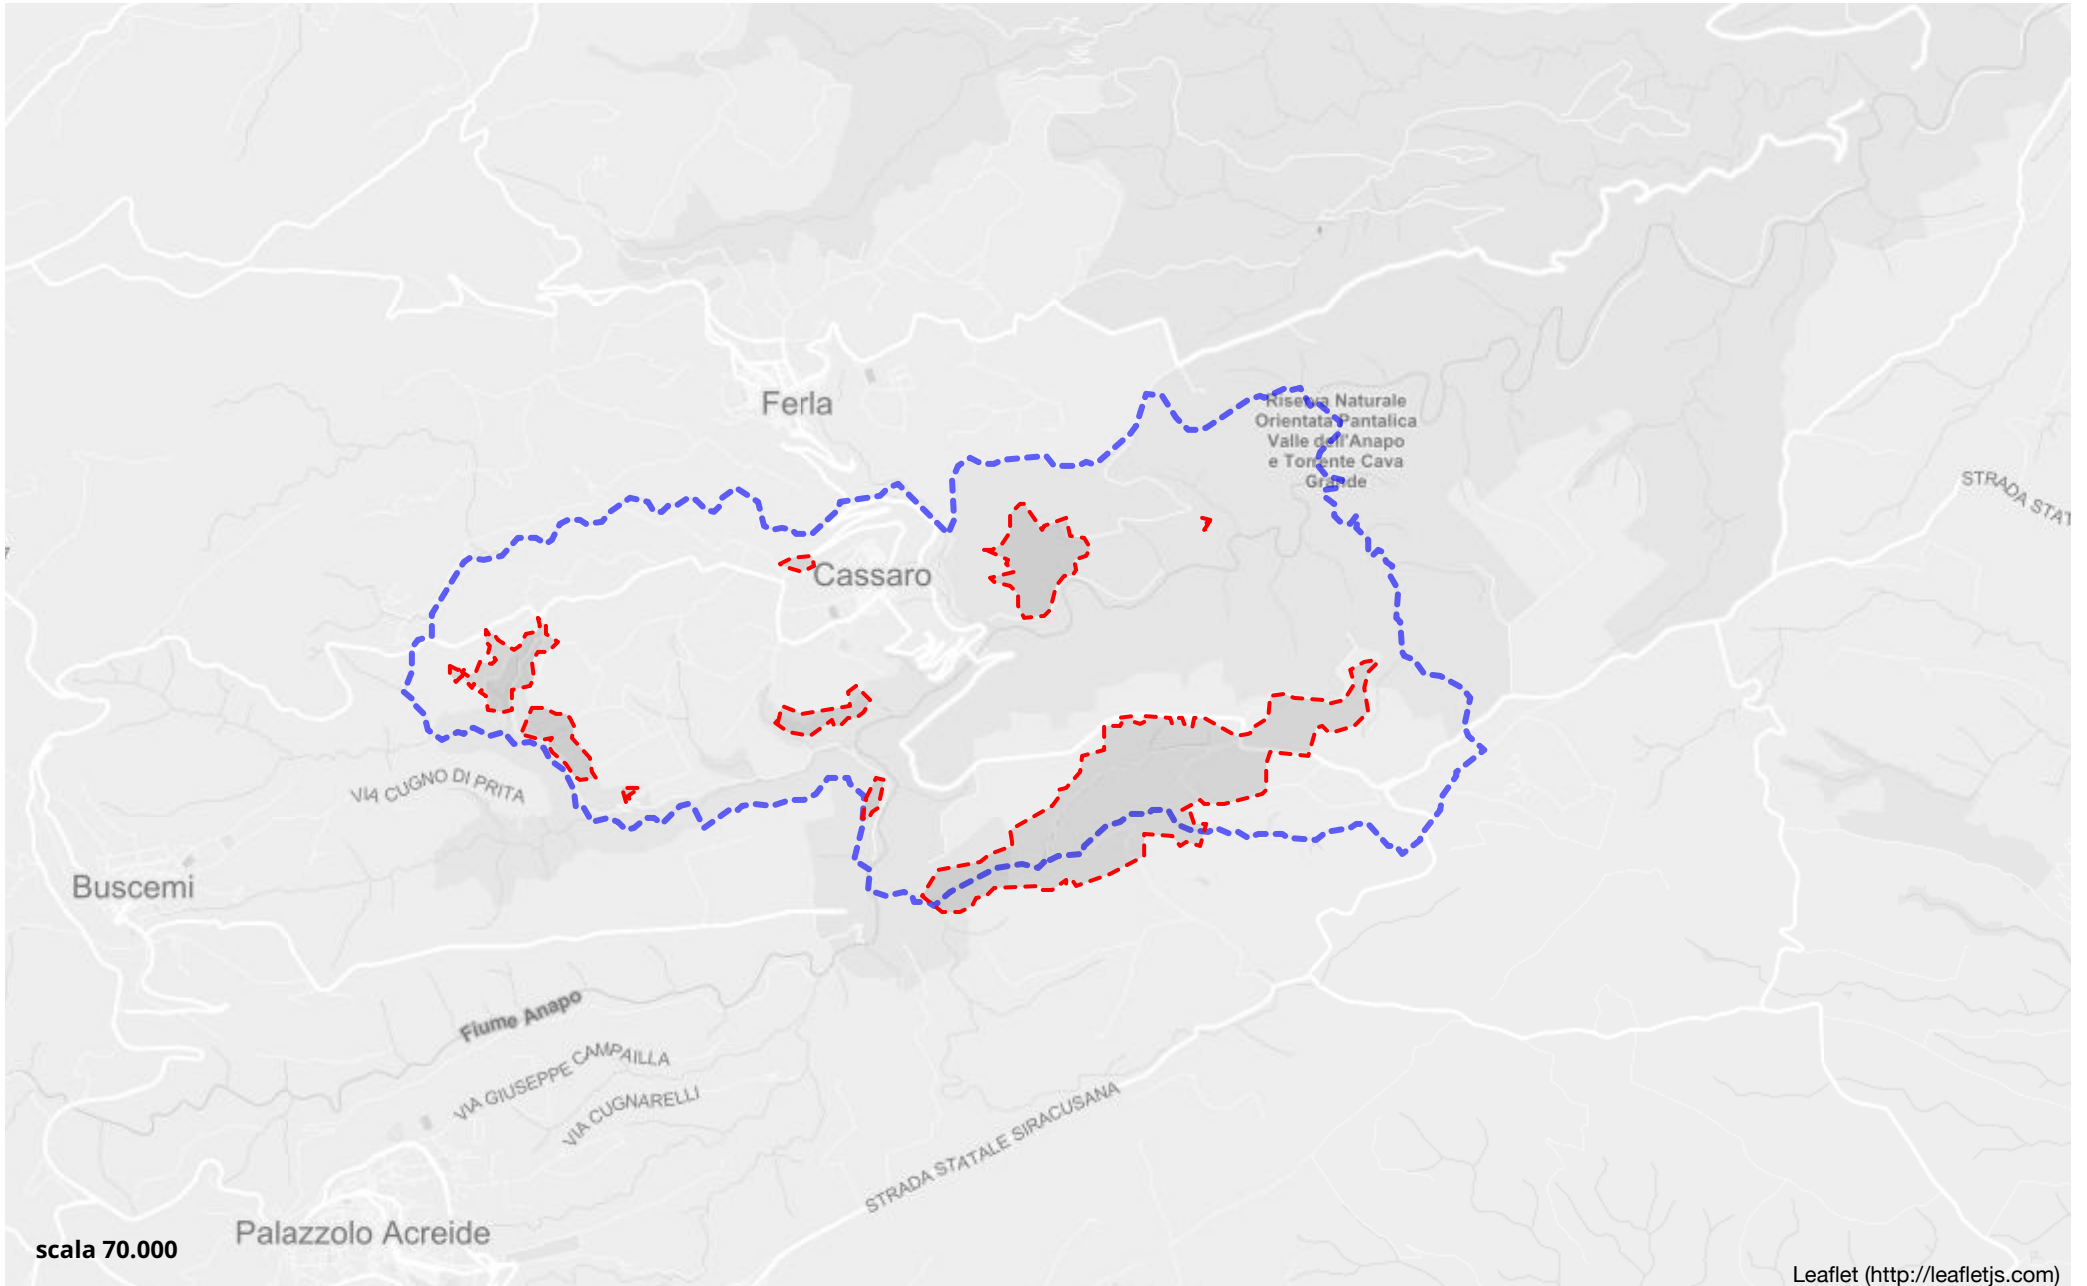 Ferla
Riserva Naturale
Orientata Pantalica
Valle dell'Anapo
e Torrente Cava
Grande
STRADA STAT
Cassaro
VIA CUGNO DI PRITA
Buscemi
Fiume Anapo
VIA GIUSEPPE CAMPAILLA
VIA CUGNARELLI
STRADA STATALE SIRACUSANA
Palazzolo Acreide
scala 70.000
Leaflet (http://leafletjs.com)